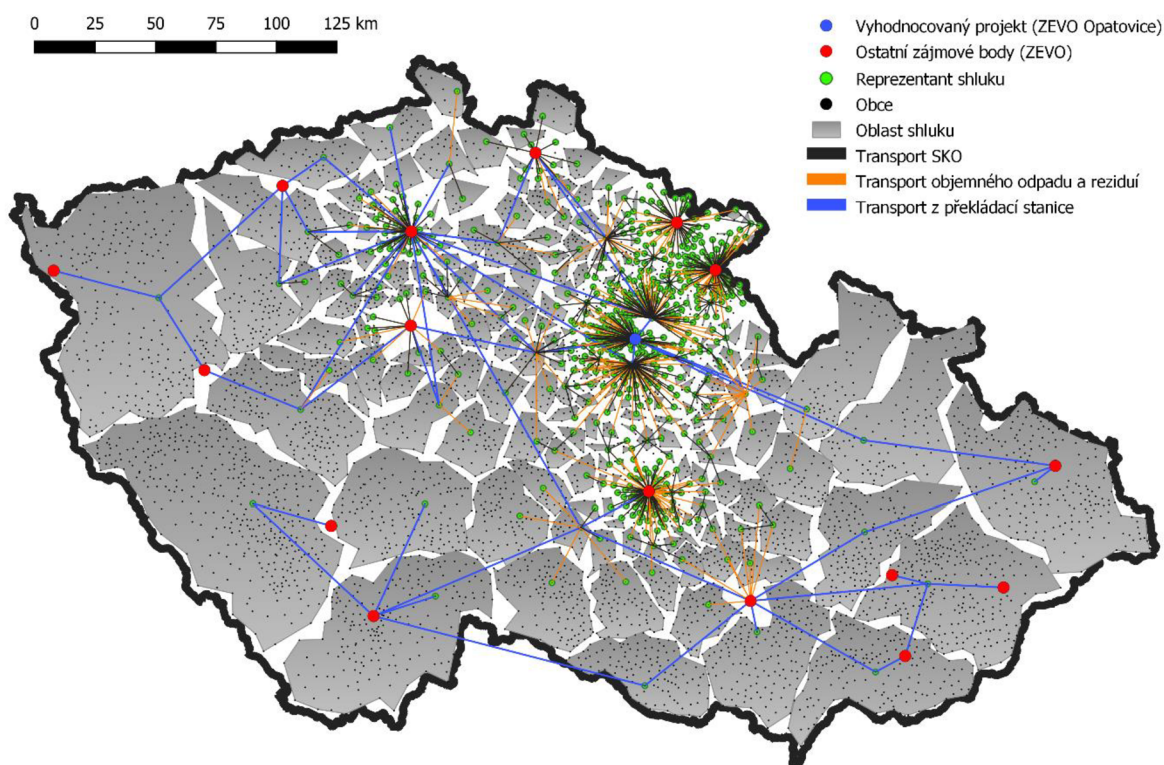 0 25 50 75 100 125 km
Vyhodnocovaný projekt (ZEVO Opatovice)
Ostatní zájmové body (ZEVO)
Reprezentant shluku
Obce
Oblast shluku
Transport SKO
Transport objemného odpadu a reziduí
Transport z překládací stanice